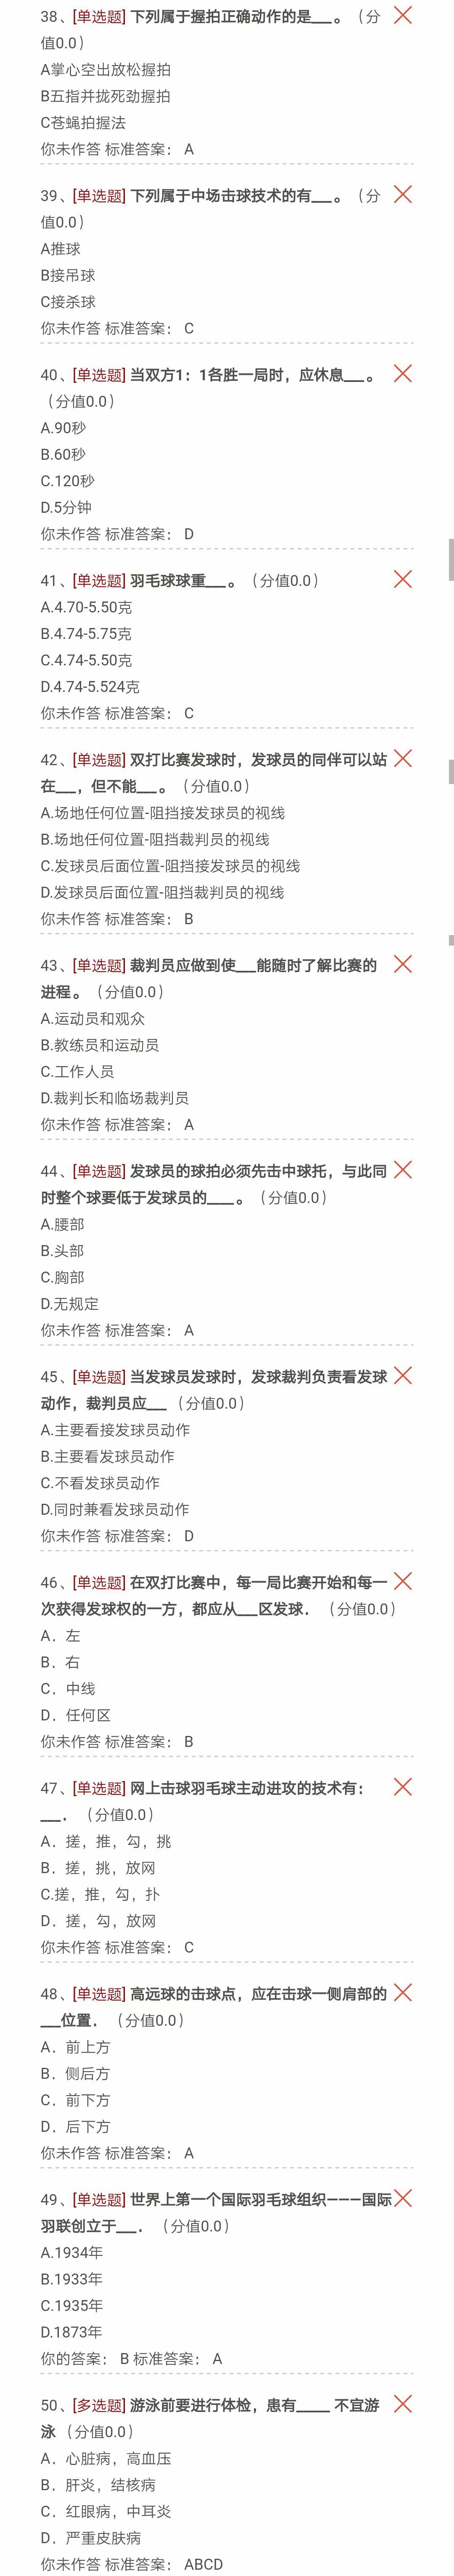 38、[单选题] 下列属于握拍正确动作的是___。（分
值0.0）
A掌心空出放松握拍
B五指并拢死劲握拍
C苍蝇拍握法
你未作答 标准答案： A
39、[单选题] 下列属于中场击球技术的有___。（分
值0.0）
A推球
B接吊球
C接杀球
你未作答 标准答案： C
40、[单选题] 当双方1：1各胜一局时，应休息___。
（分值0.0）
A.90秒
B.60秒
C.120秒
D.5分钟
你未作答 标准答案： D
41、[单选题] 羽毛球球重___。（分值0.0）
A.4.70-5.50克
B.4.74-5.75克
C.4.74-5.50克
D.4.74-5.524克
你未作答 标准答案： C
42、[单选题] 双打比赛发球时，发球员的同伴可以站
在___，但不能___。（分值0.0）
A.场地任何位置-阻挡接发球员的视线
B.场地任何位置-阻挡裁判员的视线
C.发球员后面位置-阻挡接发球员的视线
D.发球员后面位置-阻挡裁判员的视线
你未作答 标准答案： B
43、[单选题] 裁判员应做到使___能随时了解比赛的
进程。（分值0.0）
A.运动员和观众
B.教练员和运动员
C.工作人员
D.裁判长和临场裁判员
你未作答 标准答案： A
44、[单选题] 发球员的球拍必须先击中球托，与此同
时整个球要低于发球员的____。（分值0.0）
A.腰部
B.头部
C.胸部
D.无规定
你未作答 标准答案： A
45、[单选题] 当发球员发球时，发球裁判负责看发球
动作，裁判员应___（分值0.0）
A.主要看接发球员动作
B.主要看发球员动作
C.不看发球员动作
D.同时兼看发球员动作
你未作答 标准答案： D
46、[单选题] 在双打比赛中，每一局比赛开始和每一
次获得发球权的一方，都应从___区发球．（分值0.0）
A．左
B．右
C．中线
D．任何区
你未作答 标准答案： B
47、[单选题] 网上击球羽毛球主动进攻的技术有：
___．（分值0.0）
A．搓，推，勾，挑
B．搓，挑，放网
C.搓，推，勾，扑
D．搓，勾，放网
你未作答 标准答案： C
48、[单选题] 高远球的击球点，应在击球一侧肩部的
___位置．（分值0.0）
A．前上方
B．侧后方
C．前下方
D．后下方
你未作答 标准答案： A
49、[单选题] 世界上第一个国际羽毛球组织———国际
羽联创立于___．（分值0.0）
A.1934年
B.1933年
C.1935年
D.1873年
你的答案： B 标准答案： A
50、[多选题] 游泳前要进行体检，患有_____ 不宜游
泳（分值0.0）
A．心脏病，高血压
B．肝炎，结核病
C．红眼病，中耳炎
D．严重皮肤病
你未作答 标准答案： ABCD